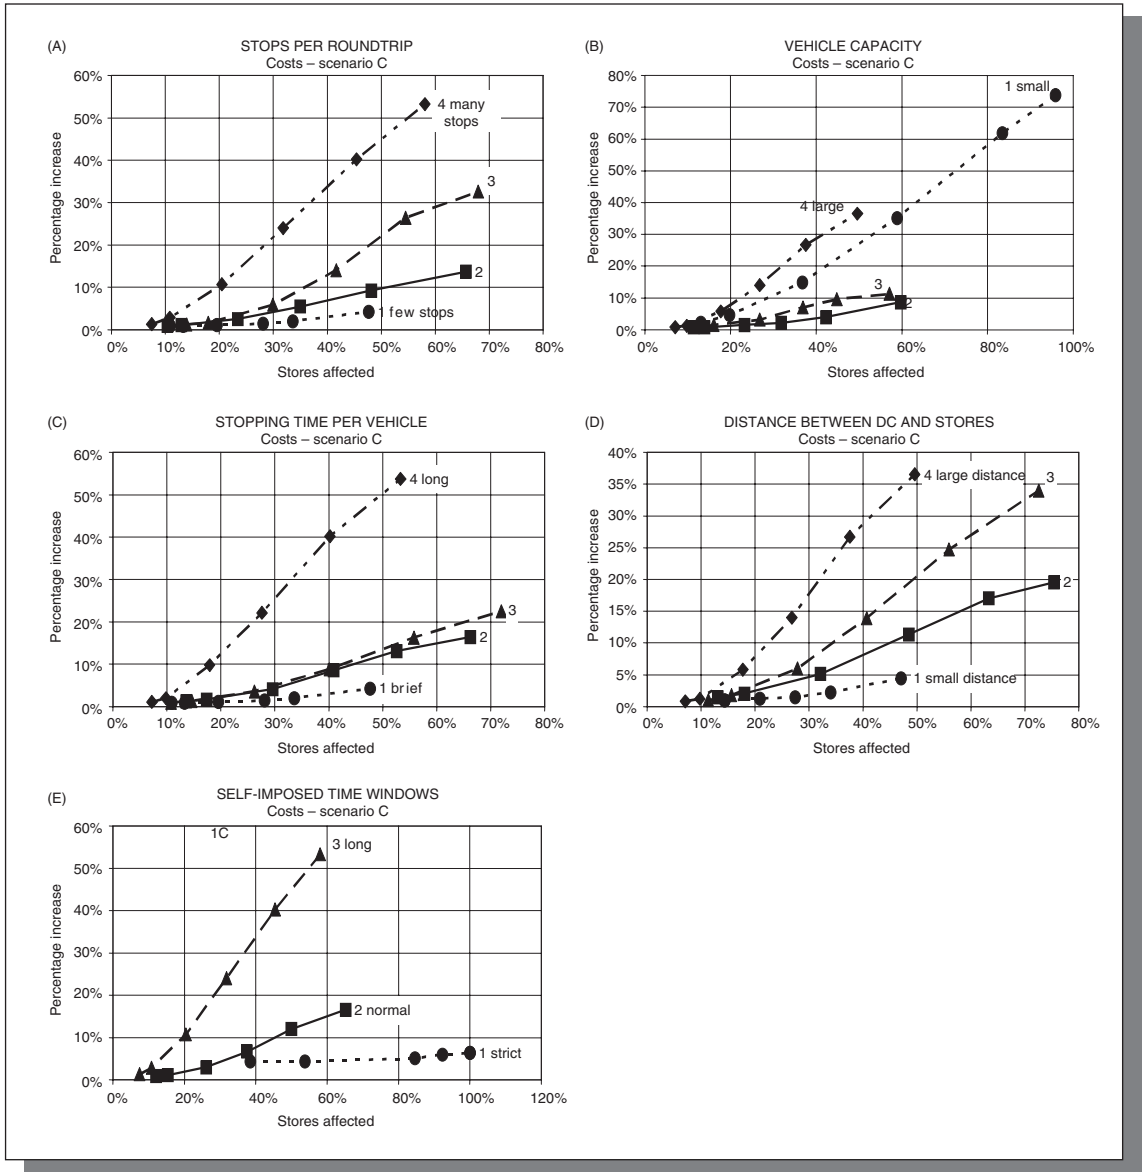 (A)
STOPS PER ROUNDTRIP
Costs – scenario C
60%
50%
40%
30%
20%
10%
0%
Percentage increase
4 many
stops
3
2
1 few stops
0% 10% 20% 30% 40% 50% 60% 70% 80%
Stores affected
(B)
VEHICLE CAPACITY
Costs – scenario C
80%
70%
60%
50%
40%
30%
20%
10%
0%
Percentage increase
1 small
4 large
3
2
0% 20% 40% 60% 80% 100%
Stores affected
(C)
STOPPING TIME PER VEHICLE
Costs – scenario C
60%
50%
40%
30%
20%
10%
0%
Percentage increase
4 long
3
2
1 brief
0% 10% 20% 30% 40% 50% 60% 70% 80%
Stores affected
(D)
DISTANCE BETWEEN DC AND STORES
Costs – scenario C
40%
35%
30%
25%
20%
15%
10%
5%
0%
Percentage increase
4 large distance
3
2
1 small distance
0% 10% 20% 30% 40% 50% 60% 70% 80%
Stores affected
(E)
SELF-IMPOSED TIME WINDOWS
Costs – scenario C
60%
50%
40%
30%
20%
10%
0%
Percentage increase
1C
3 long
2 normal
1 strict
0% 20% 40% 60% 80% 100% 120%
Stores affected